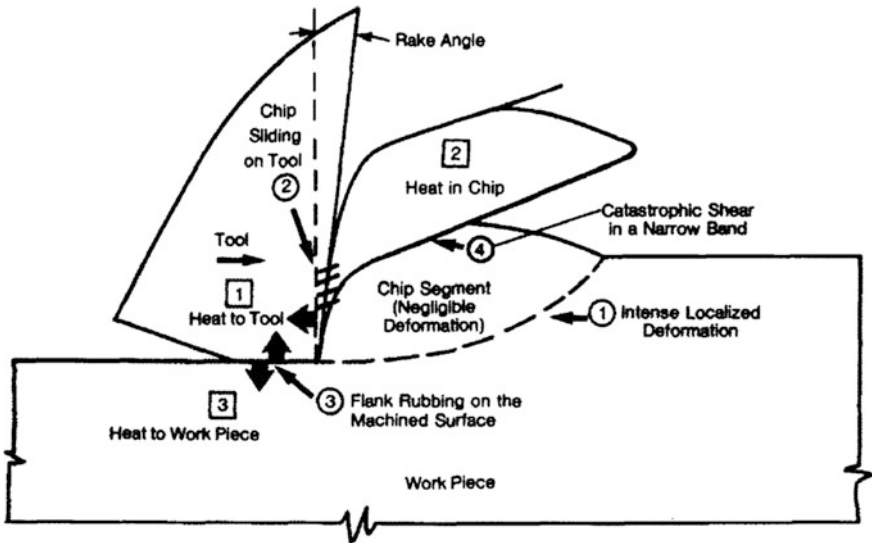 Rake Angle
Chip
Sliding
on Tool
2
2
Heat in Chip
Catastrophic Shear
in a Narrow Band
4
Tool
1
Heat to Tool
Chip Segment
(Negligible
Deformation)
1 Intense Localized
Deformation
3
Heat to Work Piece
3 Flank Rubbing on the
Machined Surface
Work Piece